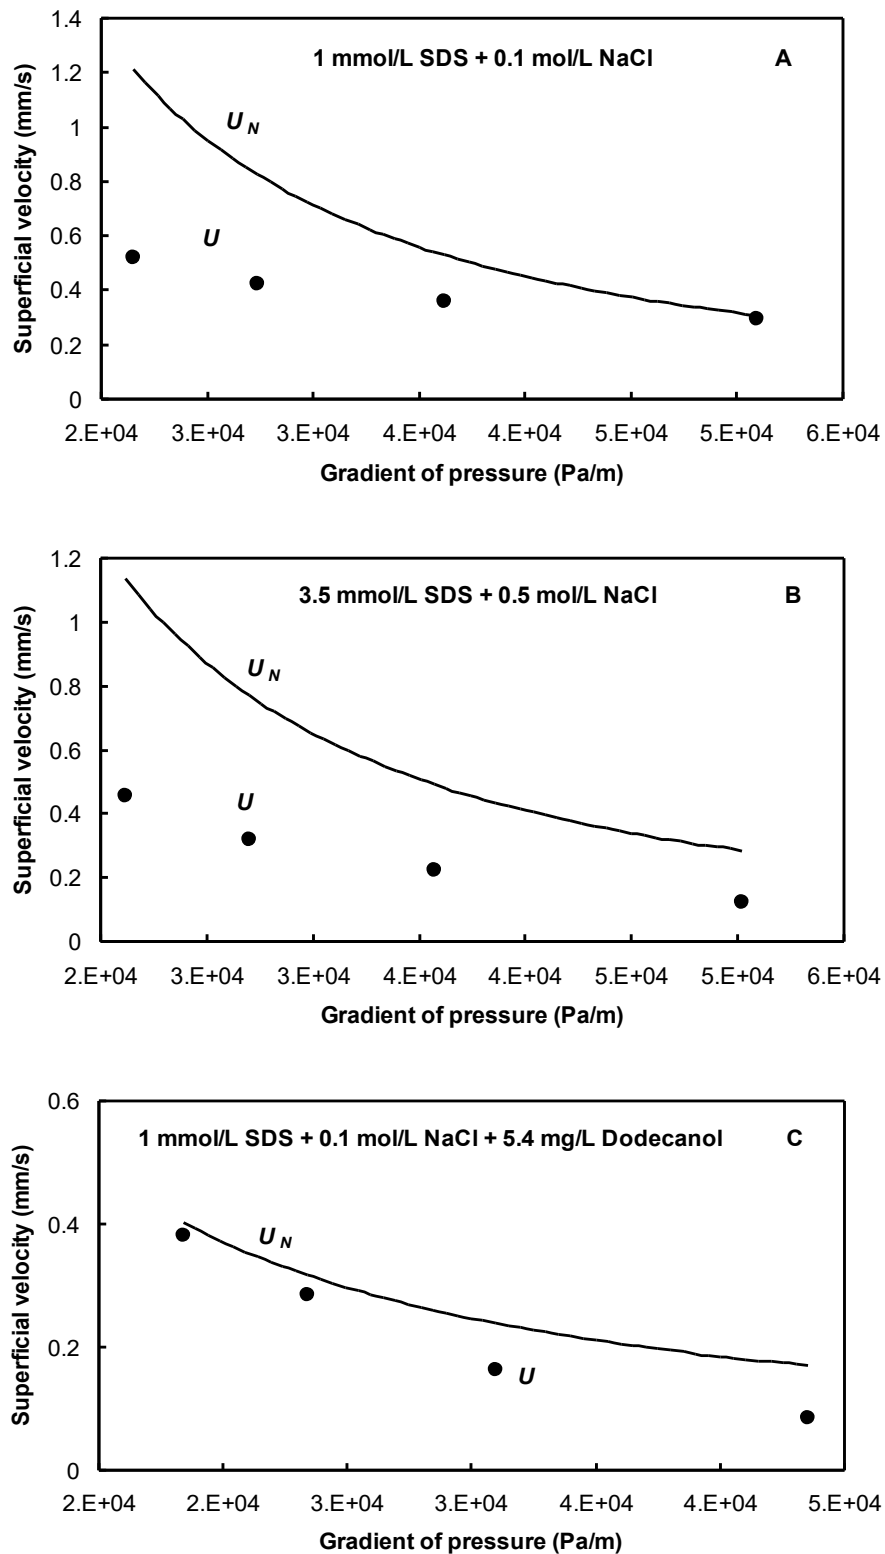 1.4
1 mmol/L SDS + 0.1 mol/L NaCl A
1.2
U N
1
0.8
U
0.6
0.4
0.2
0
Superficial velocity (mm/s)
2.E+04 3.E+04 3.E+04 4.E+04 4.E+04 5.E+04 5.E+04 6.E+04
Gradient of pressure (Pa/m)
1.2
3.5 mmol/L SDS + 0.5 mol/L NaCl B
1
U N
0.8
0.6
U
0.4
0.2
0
Superficial velocity (mm/s)
2.E+04 3.E+04 3.E+04 4.E+04 4.E+04 5.E+04 5.E+04 6.E+04
Gradient of pressure (Pa/m)
0.6
1 mmol/L SDS + 0.1 mol/L NaCl + 5.4 mg/L Dodecanol C
0.4
U N
0.2
U
0
Superficial velocity (mm/s)
2.E+04 2.E+04 3.E+04 3.E+04 4.E+04 4.E+04 5.E+04
Gradient of pressure (Pa/m)